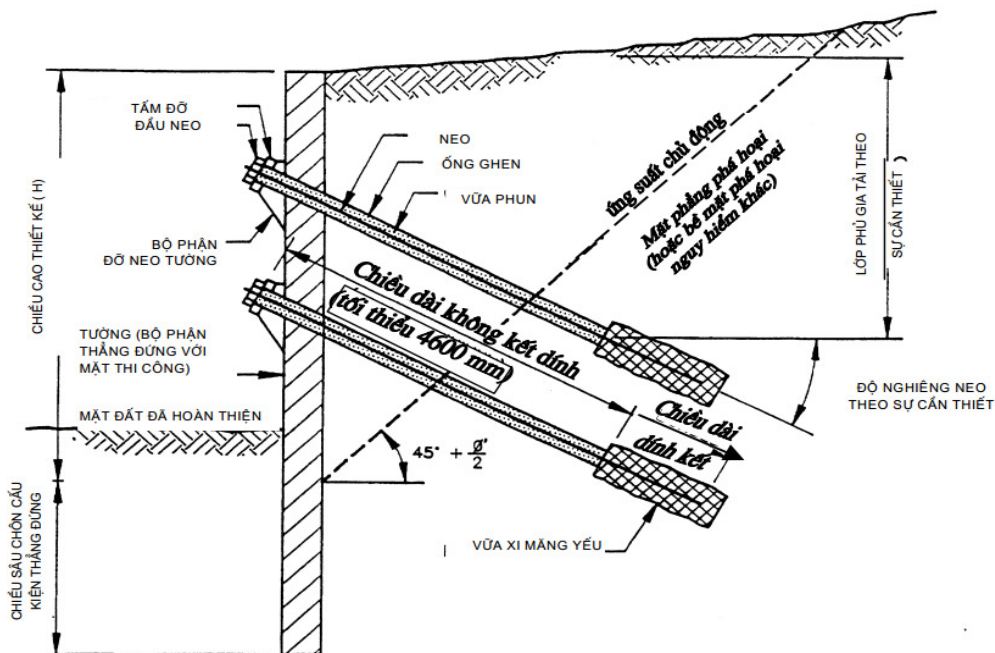 TẤM ĐỠ
ĐẦU NEO
NEO
ỐNG GHEN
VỮA PHUN
BỘ PHẬN
ĐỠ NEO TƯỜNG
CHIỀU CAO THIẾT KẾ (H)
TƯỜNG (BỘ PHẬN
THẲNG ĐỨNG VỚI
MẶT THI CÔNG)
MẶT ĐẤT ĐÃ HOÀN THIỆN
CHIỀU SÂU CHÔN CẤU
KIỆN THẲNG ĐỨNG
ứng suất chủ động
Mặt phẳng phá hoại
(hoặc bề mặt phá hoại
nguy hiểm khác)
LỚP PHỦ GIA TẢI THEO
SỰ CẦN THIẾT )
Chiều dài không kết dính
(tối thiểu 4600 mm)
Chiều dài
dính kết
ĐỘ NGHIÊNG NEO
THEO SỰ CẦN THIẾT
45° + Ø'/2
VỮA XI MĂNG YẾU